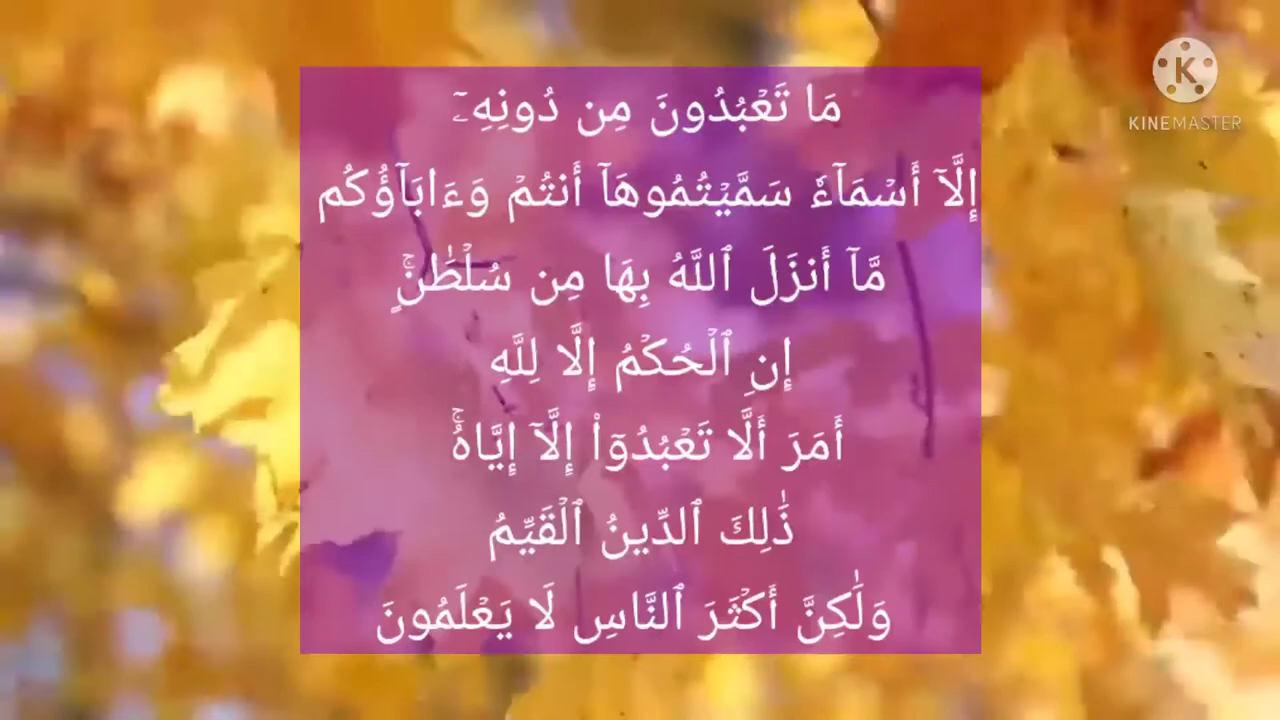 مَا تَعۡبُدُونَ مِن دُونِهِۦٓ
إِلَّآ أَسۡمَآءٗ سَمَّيۡتُمُوهَآ أَنتُمۡ وَءَابَآؤُكُم
مَّآ أَنزَلَ ٱللَّهُ بِهَا مِن سُلۡطَٰنٍۚ
إِنِ ٱلۡحُكۡمُ إِلَّا لِلَّهِ
أَمَرَ أَلَّا تَعۡبُدُوٓاْ إِلَّآ إِيَّاهُۚ
ذَٰلِكَ ٱلدِّينُ ٱلۡقَيِّمُ
وَلَٰكِنَّ أَكۡثَرَ ٱلنَّاسِ لَا يَعۡلَمُونَ
K
KINEMASTER